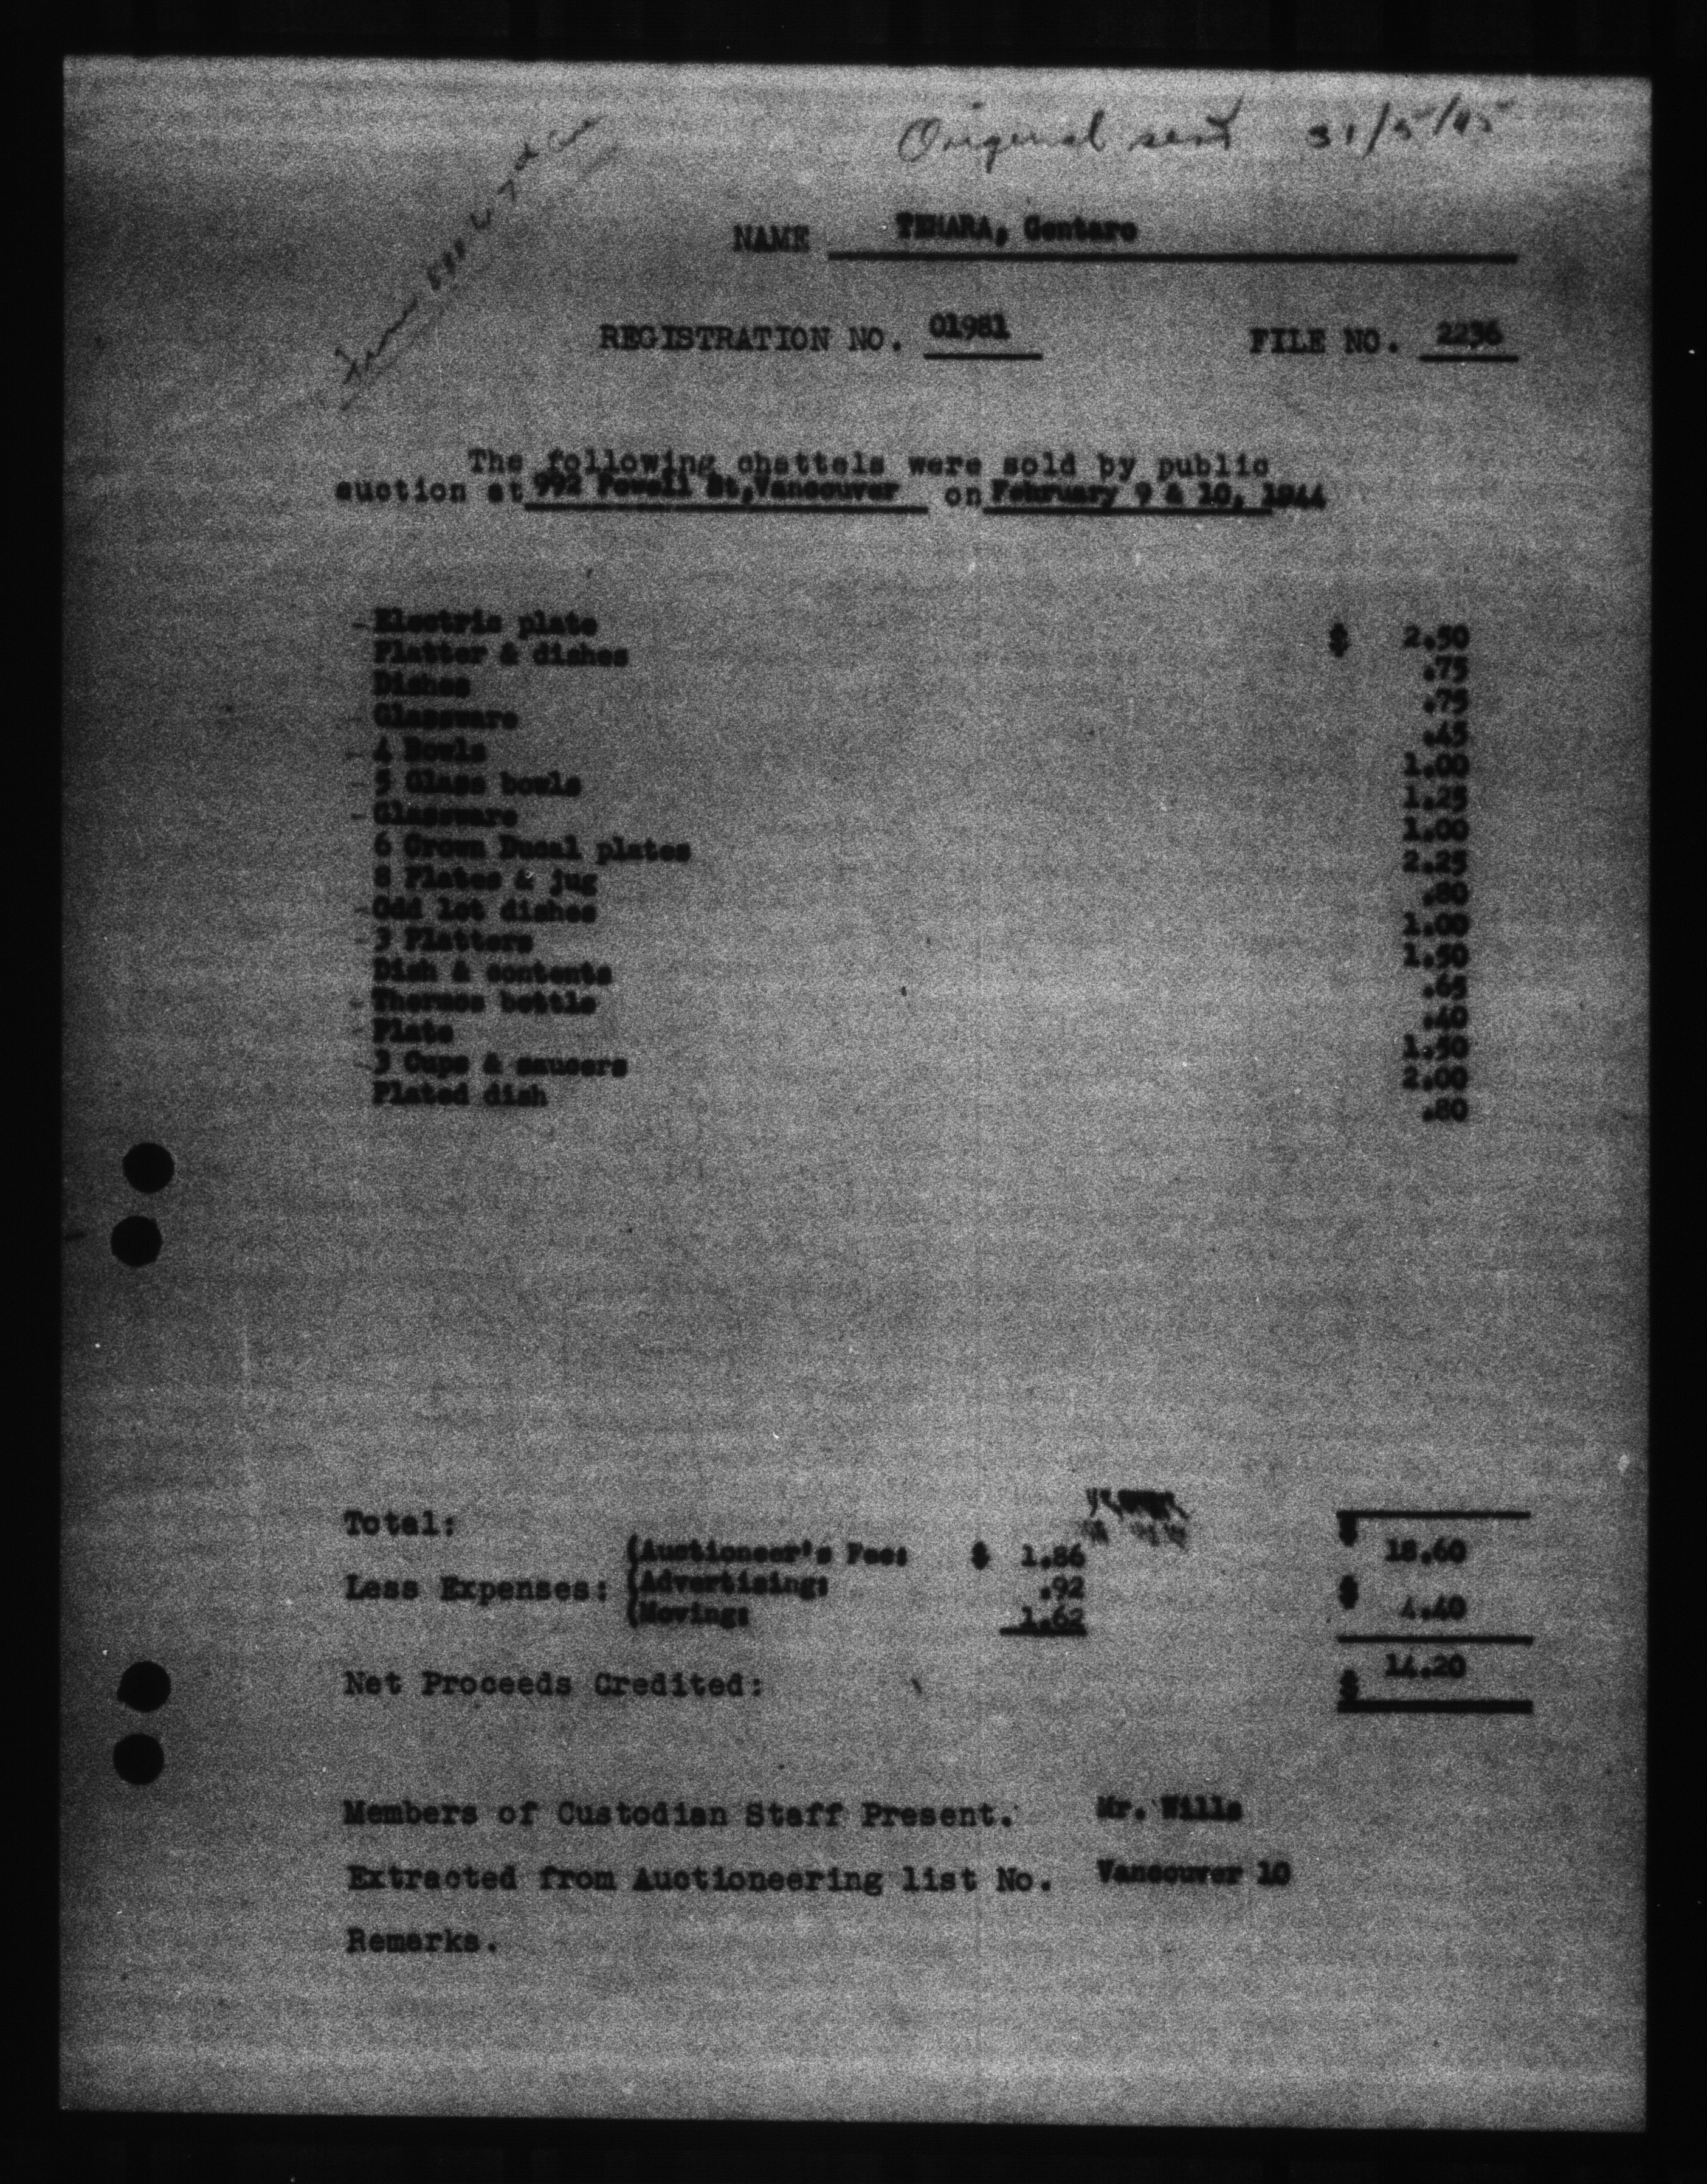 Original sent 31/5/45
NAME TEHARA, Gentaro
REGISTRATION NO. 01981 FILE NO. 2236
The following chattels were sold by public
auction at 992 Powell St, Vancouver on February 9 & 10, 1944
- Electric plate $ 2.50
Platter & dishes .75
Dishes .75
- Glassware .45
- 4 Bowls 1.00
- 5 Glass bowls 1.25
- Glassware 1.00
6 Crown Ducal plates 2.25
8 Plates & jug .80
- Odd lot dishes 1.00
- 3 Platters 1.50
Dish & contents .65
- Thermos bottle .40
- Plate 1.50
- 3 Cups & saucers 2.00
Plated dish .80
Total: $ 18.60
(Auctioneer's Fee: $ 1.86
Less Expenses: (Advertising: .92 $ 4.40
(Moving: 1.62
Net Proceeds Credited: $ 14.20
Members of Custodian Staff Present. Mr. Wills
Extracted from Auctioneering list No. Vancouver 10
Remarks.